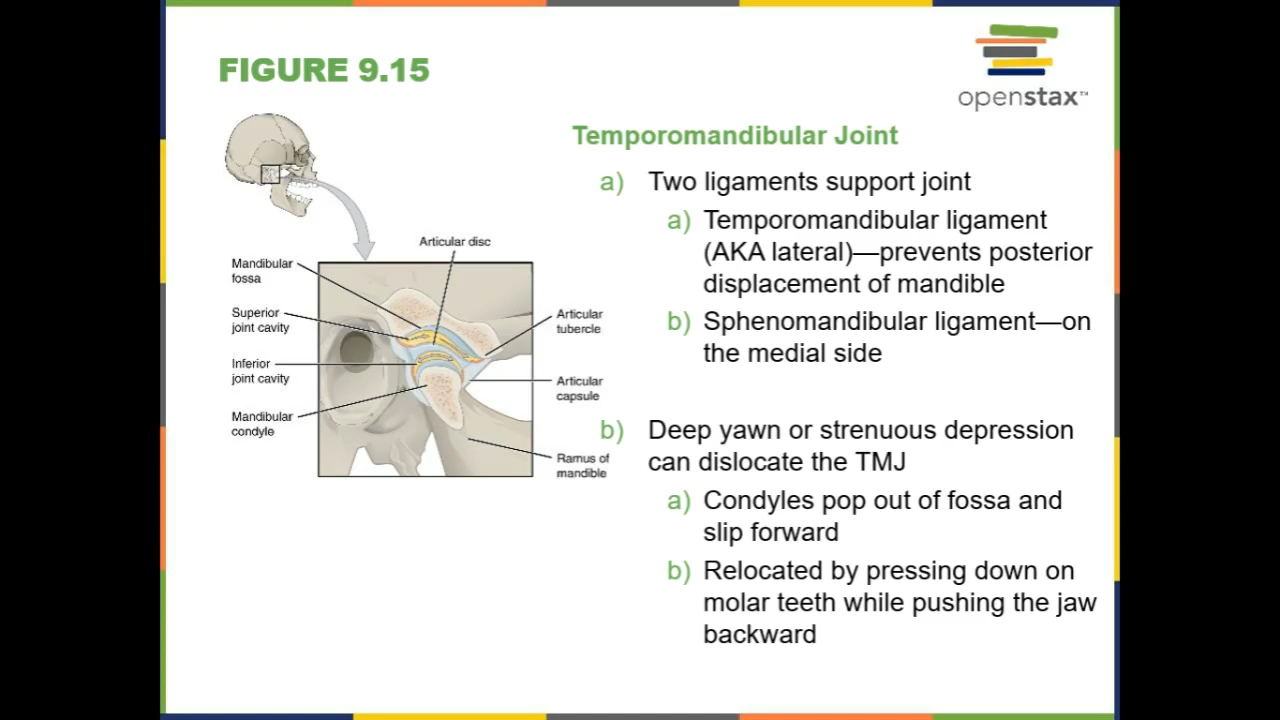 FIGURE 9.15
openstax™
Temporomandibular Joint
a) Two ligaments support joint
a) Temporomandibular ligament
(AKA lateral)—prevents posterior
displacement of mandible
b) Sphenomandibular ligament—on
the medial side
b) Deep yawn or strenuous depression
can dislocate the TMJ
a) Condyles pop out of fossa and
slip forward
b) Relocated by pressing down on
molar teeth while pushing the jaw
backward
Articular disc
Mandibular
fossa
Superior
joint cavity
Inferior
joint cavity
Mandibular
condyle
Articular
tubercle
Articular
capsule
Ramus of
mandible